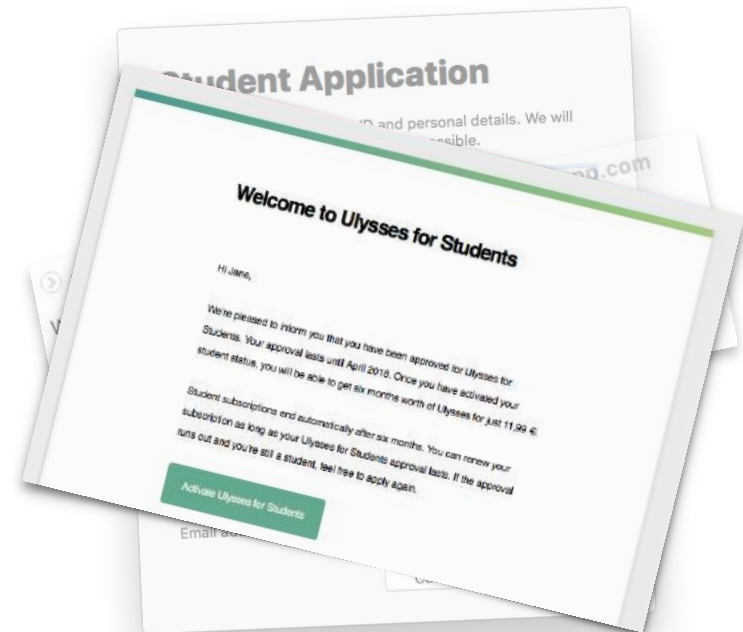 Student Application
and personal details. We will
.com
Welcome to Ulysses for Students
Hi Jane,
We're pleased to inform you that you have been approved for Ulysses for
Students. Your approval lasts until April 2018. Once you have activated your
student status, you will be able to get six months worth of Ulysses for just 11,99 €.
Student subscriptions end automatically after six months. You can renew your
subscription as long as your Ulysses for Students approval lasts. If the approval
runs out and you're still a student, feel free to apply again.
Activate Ulysses for Students
Email